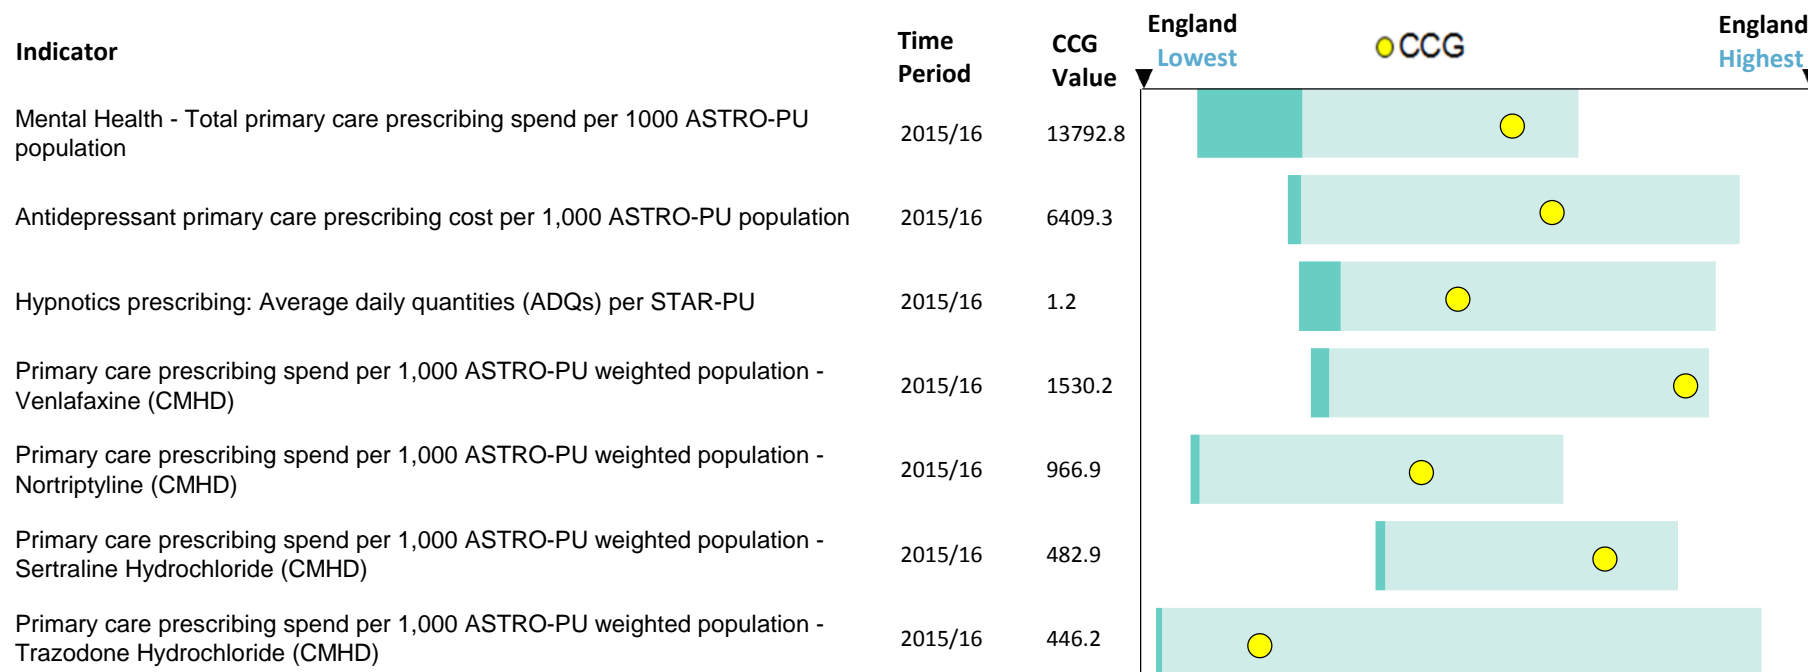 Indicator
Time
Period
CCG
Value
England
Lowest
CCG
England
Highest
Mental Health - Total primary care prescribing spend per 1000 ASTRO-PU
population
2015/16
13792.8
Antidepressant primary care prescribing cost per 1,000 ASTRO-PU population
2015/16
6409.3
Hypnotics prescribing: Average daily quantities (ADQs) per STAR-PU
2015/16
1.2
Primary care prescribing spend per 1,000 ASTRO-PU weighted population -
Venlafaxine (CMHD)
2015/16
1530.2
Primary care prescribing spend per 1,000 ASTRO-PU weighted population -
Nortriptyline (CMHD)
2015/16
966.9
Primary care prescribing spend per 1,000 ASTRO-PU weighted population -
Sertraline Hydrochloride (CMHD)
2015/16
482.9
Primary care prescribing spend per 1,000 ASTRO-PU weighted population -
Trazodone Hydrochloride (CMHD)
2015/16
446.2